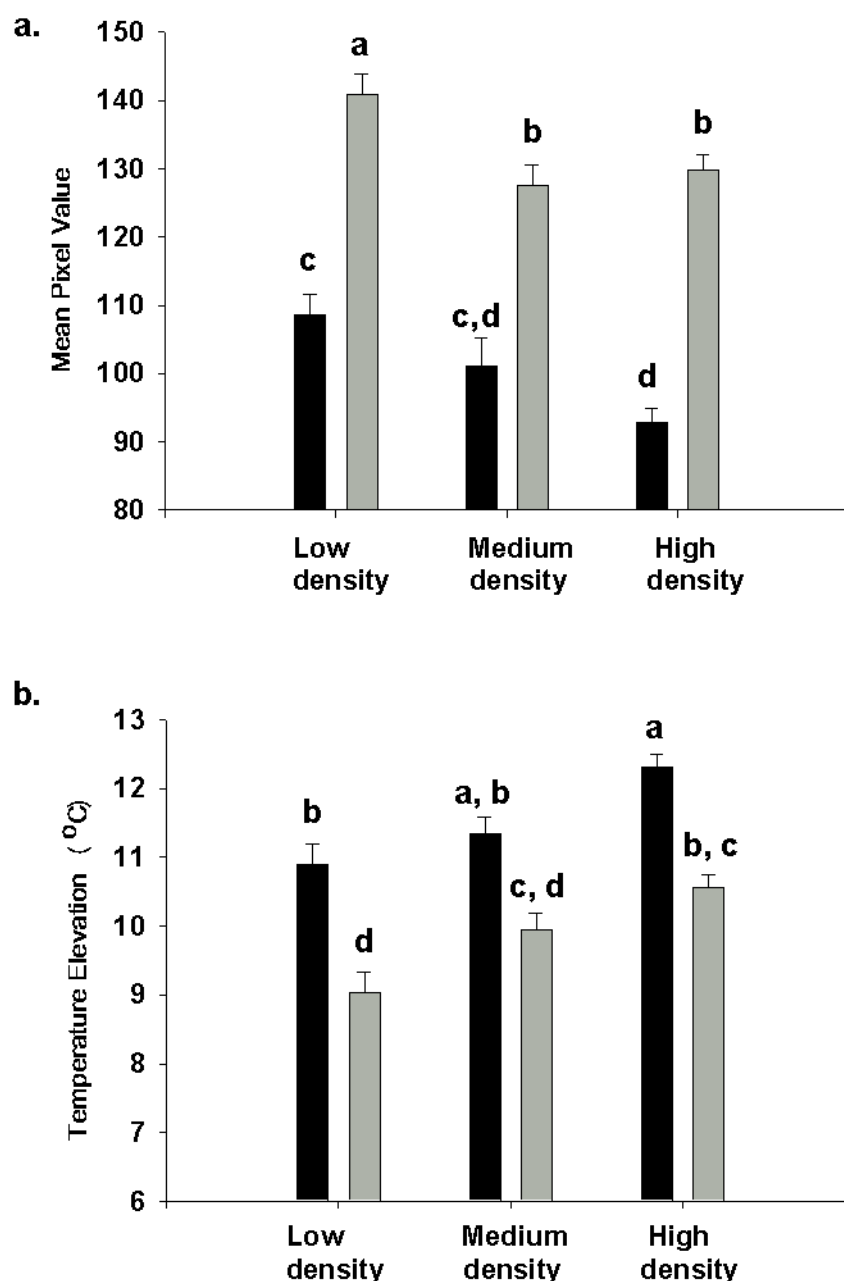 a.
150
140
130
120
110
100
90
80
Mean Pixel Value
a
b
b
c
c,d
d
Low density
Medium density
High density
b.
13
12
11
10
9
8
7
6
Temperature Elevation ( ºC)
a
a, b
b
b, c
c, d
d
Low density
Medium density
High density